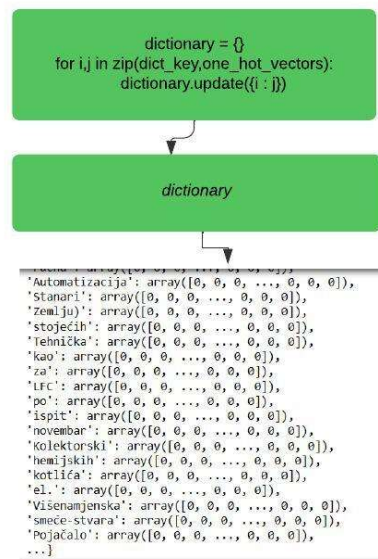 dictionary = {}
for i,j in zip(dict_key,one_hot_vectors):
dictionary.update({i : j})
dictionary
array([0, 0, 0, ..., 0, 0, 0]),
'Automatizacija': array([0, 0, 0, ..., 0, 0, 0]),
'Stanari': array([0, 0, 0, ..., 0, 0, 0]),
'Zemlju)': array([0, 0, 0, ..., 0, 0, 0]),
'stojećih': array([0, 0, 0, ..., 0, 0, 0]),
'Tehnička': array([0, 0, 0, ..., 0, 0, 0]),
'kao': array([0, 0, 0, ..., 0, 0, 0]),
'za': array([0, 0, 0, ..., 0, 0, 0]),
'LFC': array([0, 0, 0, ..., 0, 0, 0]),
'po': array([0, 0, 0, ..., 0, 0, 0]),
'ispit': array([0, 0, 0, ..., 0, 0, 0]),
'novembar': array([0, 0, 0, ..., 0, 0, 0]),
'Kolektorski': array([0, 0, 0, ..., 0, 0, 0]),
'hemijskih': array([0, 0, 0, ..., 0, 0, 0]),
'kotlića': array([0, 0, 0, ..., 0, 0, 0]),
'el.': array([0, 0, 0, ..., 0, 0, 0]),
'Višenamjenska': array([0, 0, 0, ..., 0, 0, 0]),
'smeće-stvara': array([0, 0, 0, ..., 0, 0, 0]),
'Pojačalo': array([0, 0, 0, ..., 0, 0, 0]),
...}